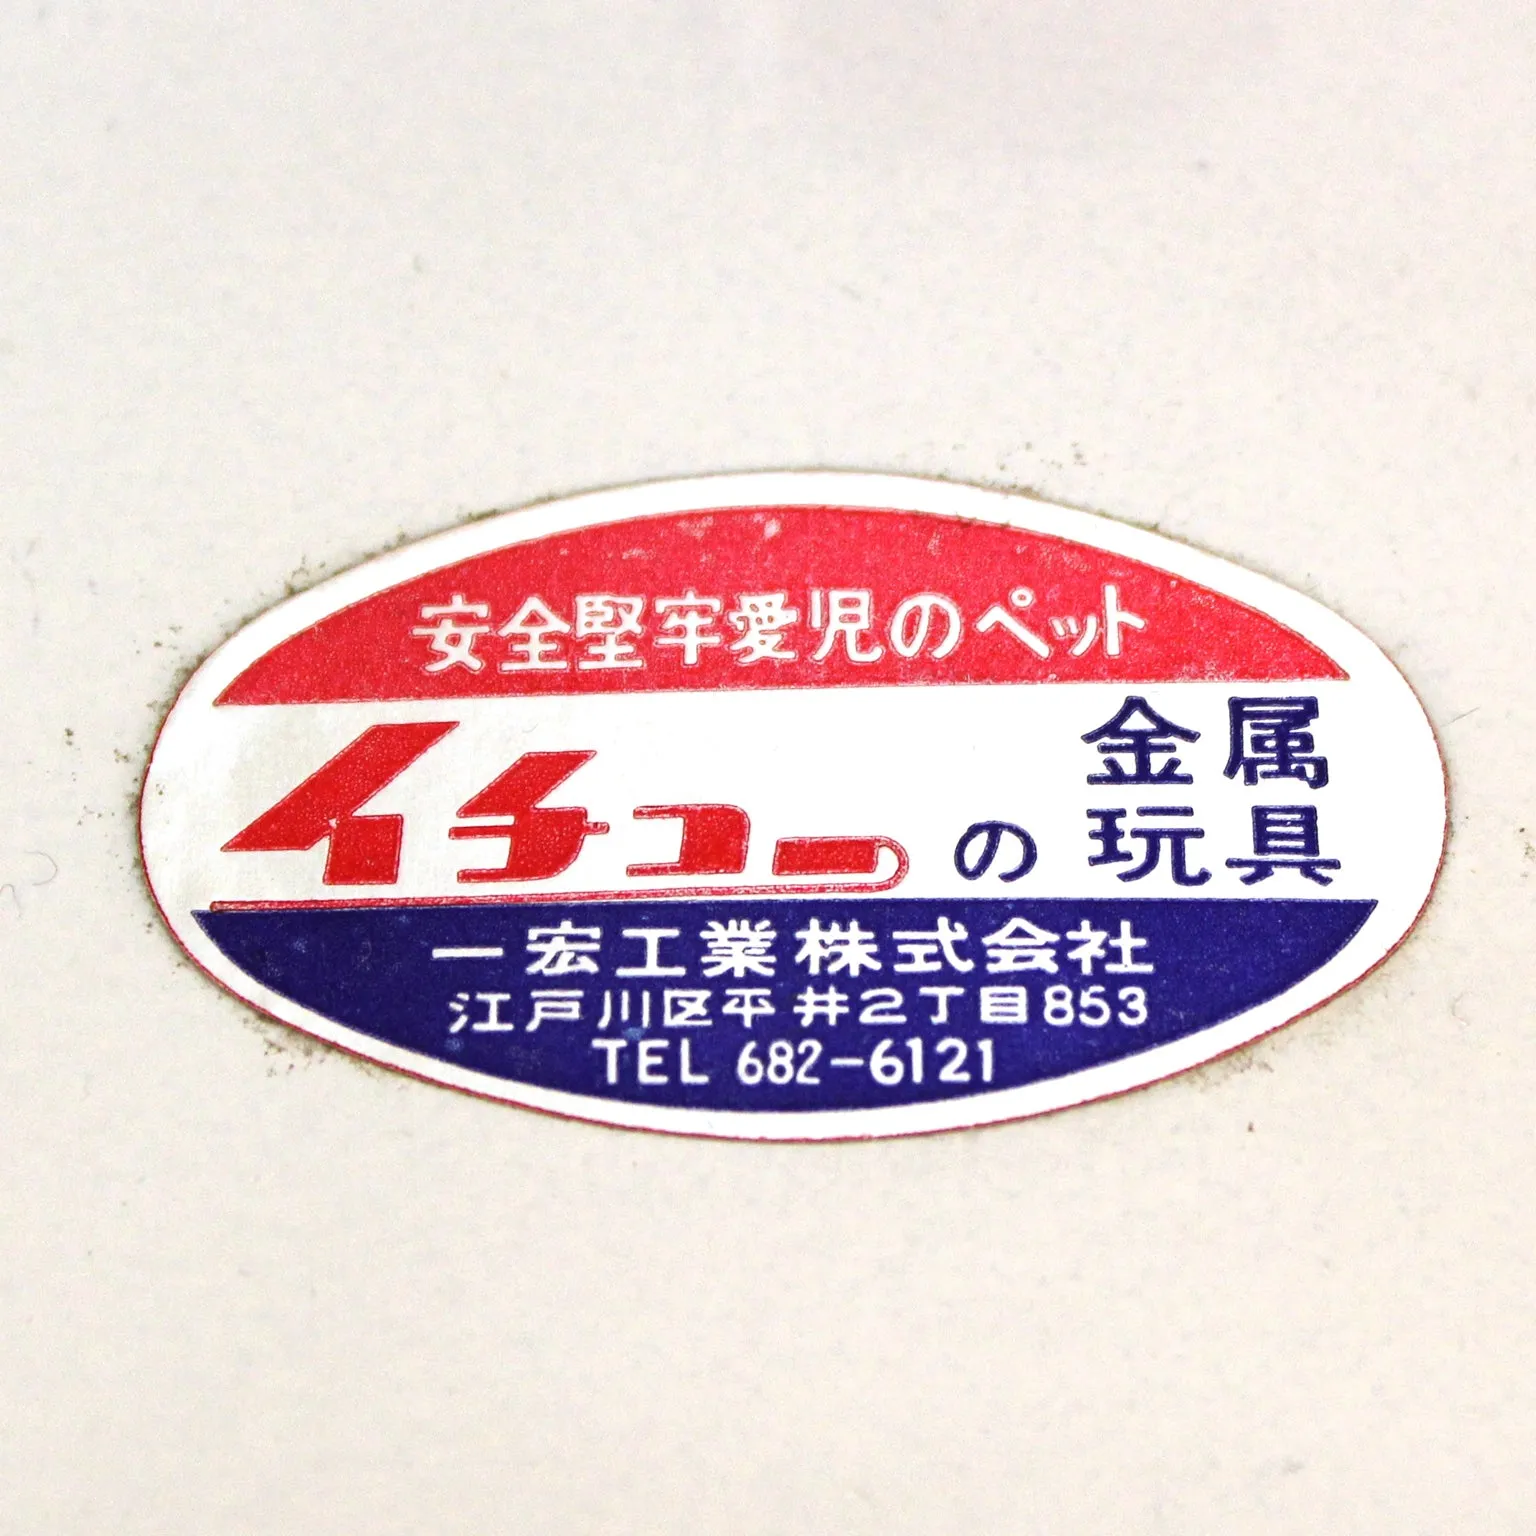 安全堅牢愛児のペット
イチコーの金属玩具
一宏工業株式会社
江戸川区平井2丁目853
TEL 682-6121